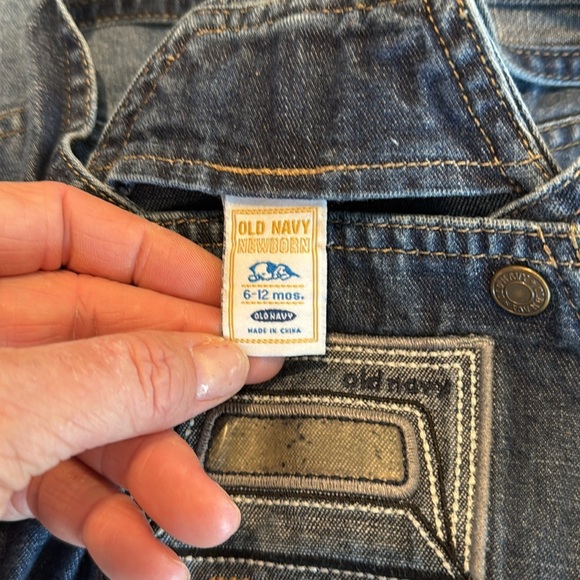 OLD NAVY
NEWBORN
6-12 mos.
OLD NAVY
MADE IN CHINA
old navy